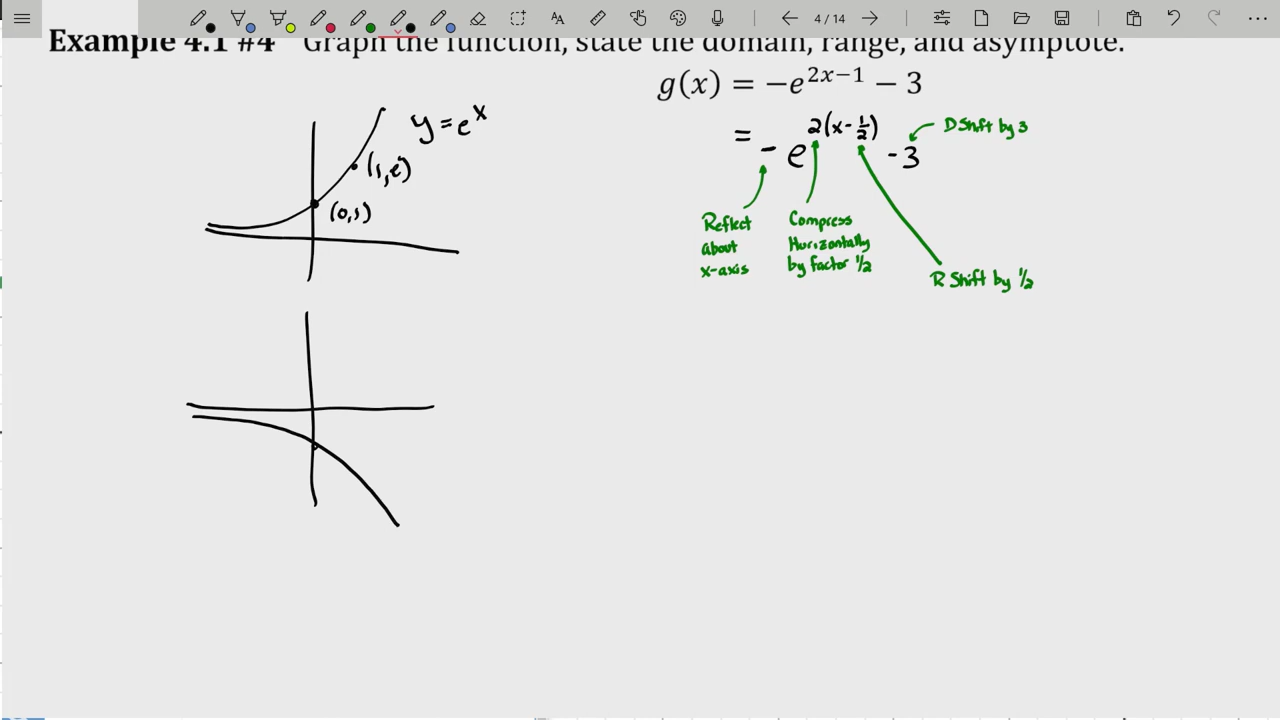 4 / 14
Example 4.1 #4 Graph the function, state the domain, range, and asymptote.
g(x) = −e^{2x−1} − 3
y = e^x
= - e^{2(x - 1/2)} - 3
D Shift by 3
(1, e)
(0, 1)
Reflect
About
x-axis
Compress
Horizontally
by factor 1/2
R Shift by 1/2